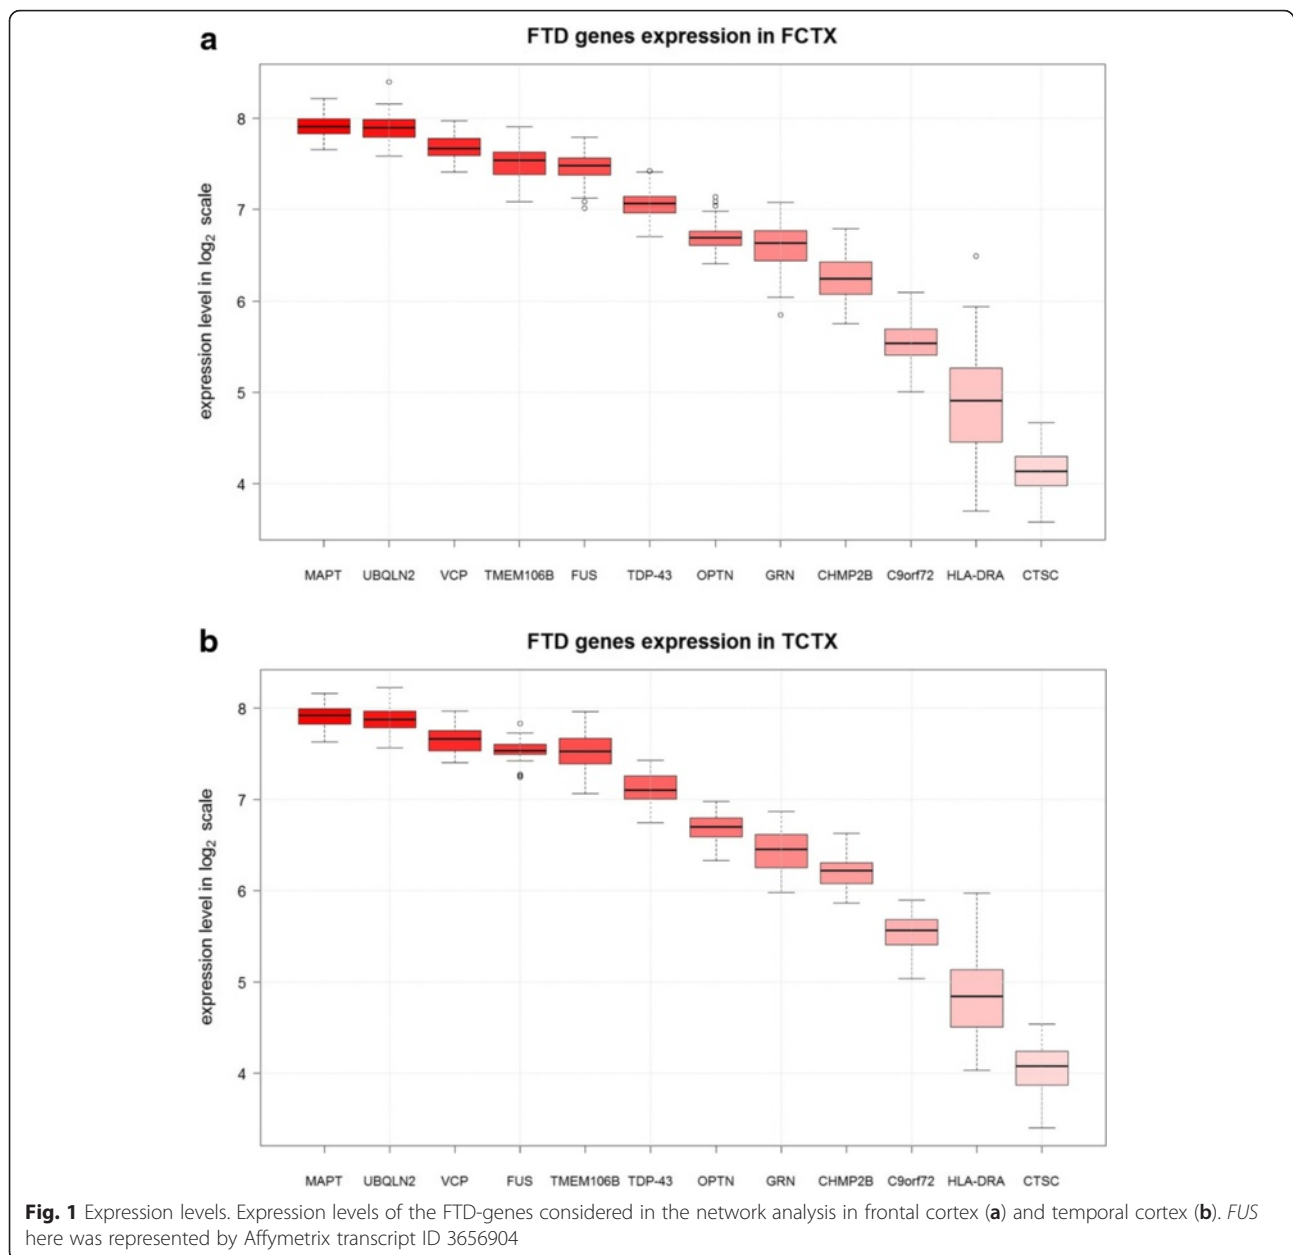 a
FTD genes expression in FCTX
expression level in log2 scale
8
7
6
5
4
MAPT UBQLN2 VCP TMEM106B FUS TDP-43 OPTN GRN CHMP2B C9orf72 HLA-DRA CTSC
b
FTD genes expression in TCTX
expression level in log2 scale
8
7
6
5
4
MAPT UBQLN2 VCP FUS TMEM106B TDP-43 OPTN GRN CHMP2B C9orf72 HLA-DRA CTSC
Fig. 1 Expression levels. Expression levels of the FTD-genes considered in the network analysis in frontal cortex (a) and temporal cortex (b). FUS
here was represented by Affymetrix transcript ID 3656904